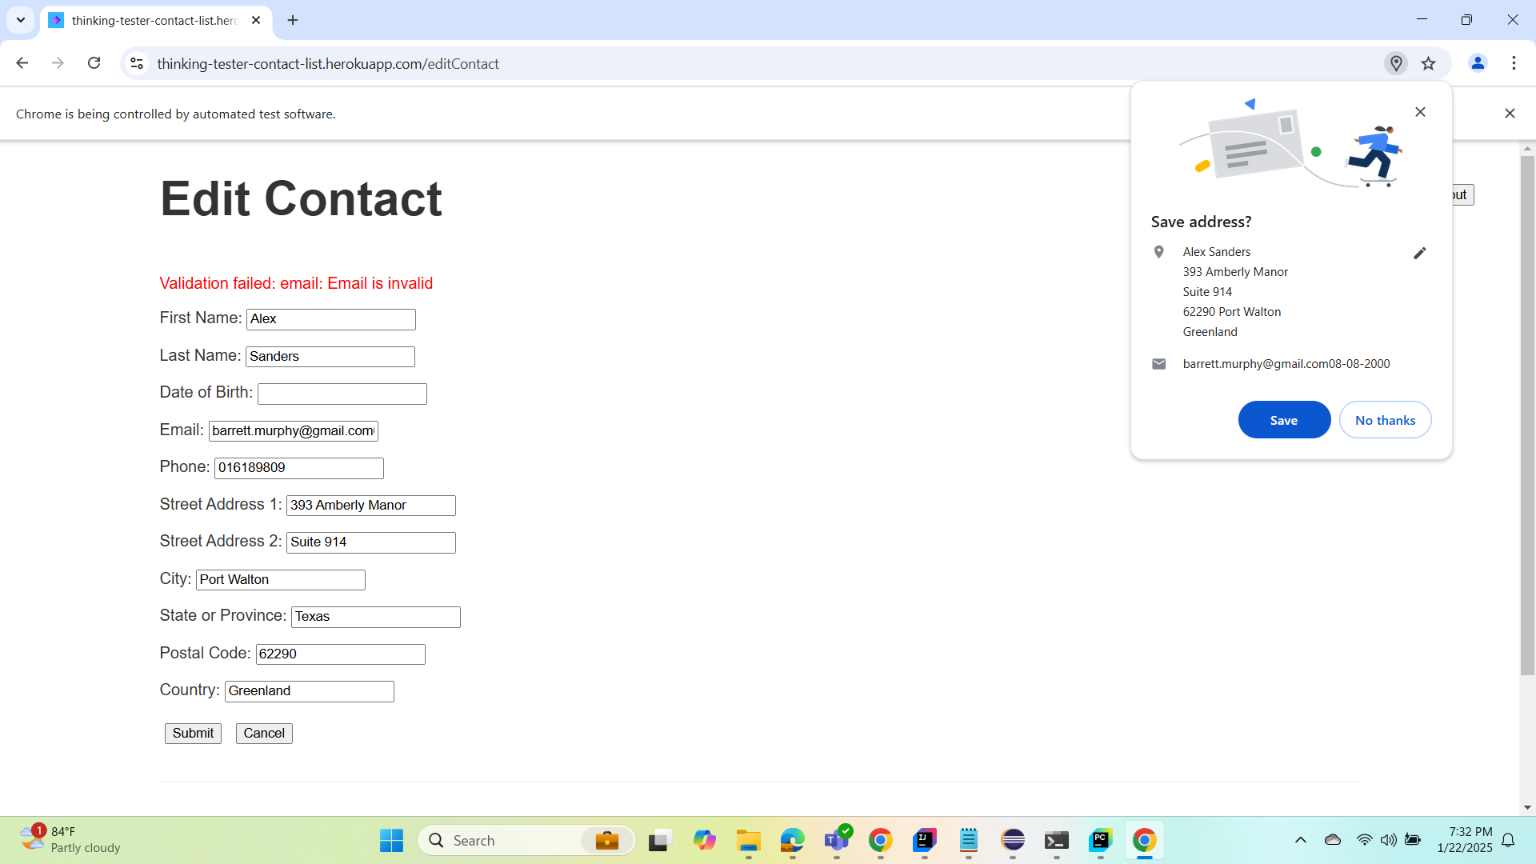 thinking-tester-contact-list.herc
thinking-tester-contact-list.herokuapp.com/editContact
Chrome is being controlled by automated test software.
Edit Contact
out
Validation failed: email: Email is invalid
First Name: Alex
Last Name: Sanders
Date of Birth:
Email: barrett.murphy@gmail.com
Phone: 016189809
Street Address 1: 393 Amberly Manor
Street Address 2: Suite 914
City: Port Walton
State or Province: Texas
Postal Code: 62290
Country: Greenland
Submit Cancel
Save address?
Alex Sanders
393 Amberly Manor
Suite 914
62290 Port Walton
Greenland
barrett.murphy@gmail.com08-08-2000
Save No thanks
1
84°F
Partly cloudy
Search
IJ
PC
7:32 PM
1/22/2025